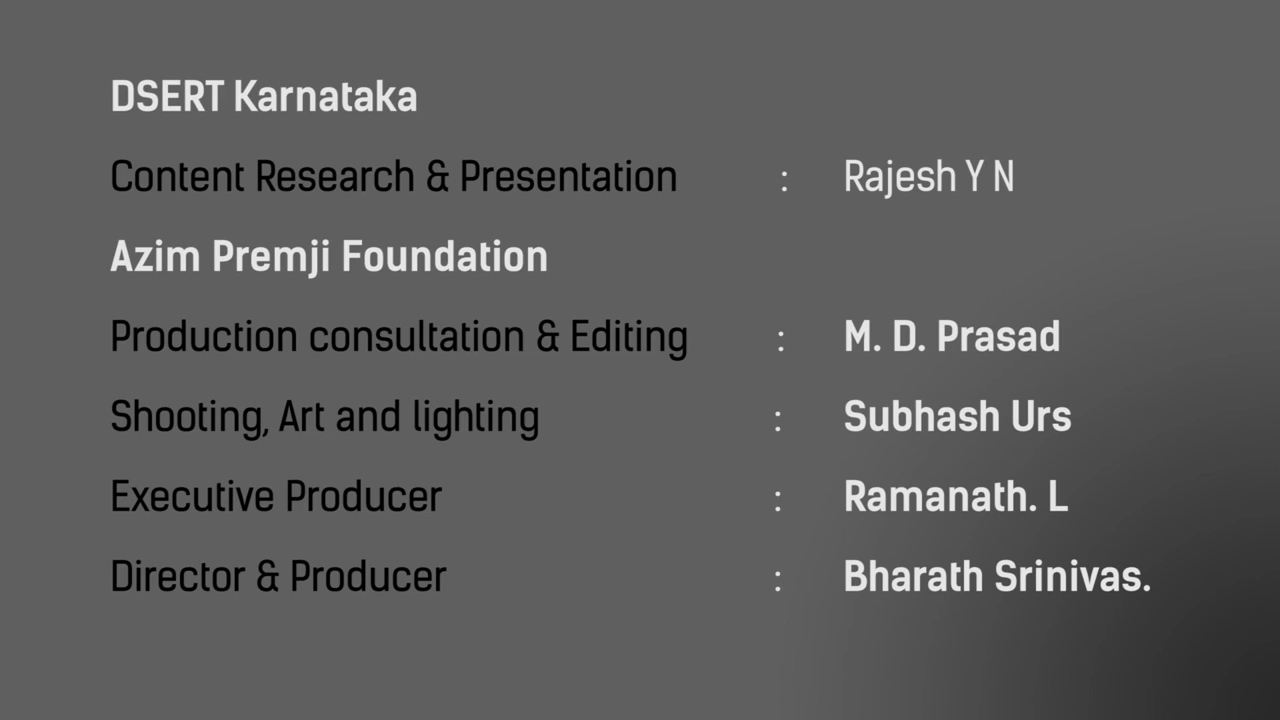 DSERT Karnataka
Content Research & Presentation : Rajesh Y N
Azim Premji Foundation
Production consultation & Editing : M. D. Prasad
Shooting, Art and lighting : Subhash Urs
Executive Producer : Ramanath. L
Director & Producer : Bharath Srinivas.